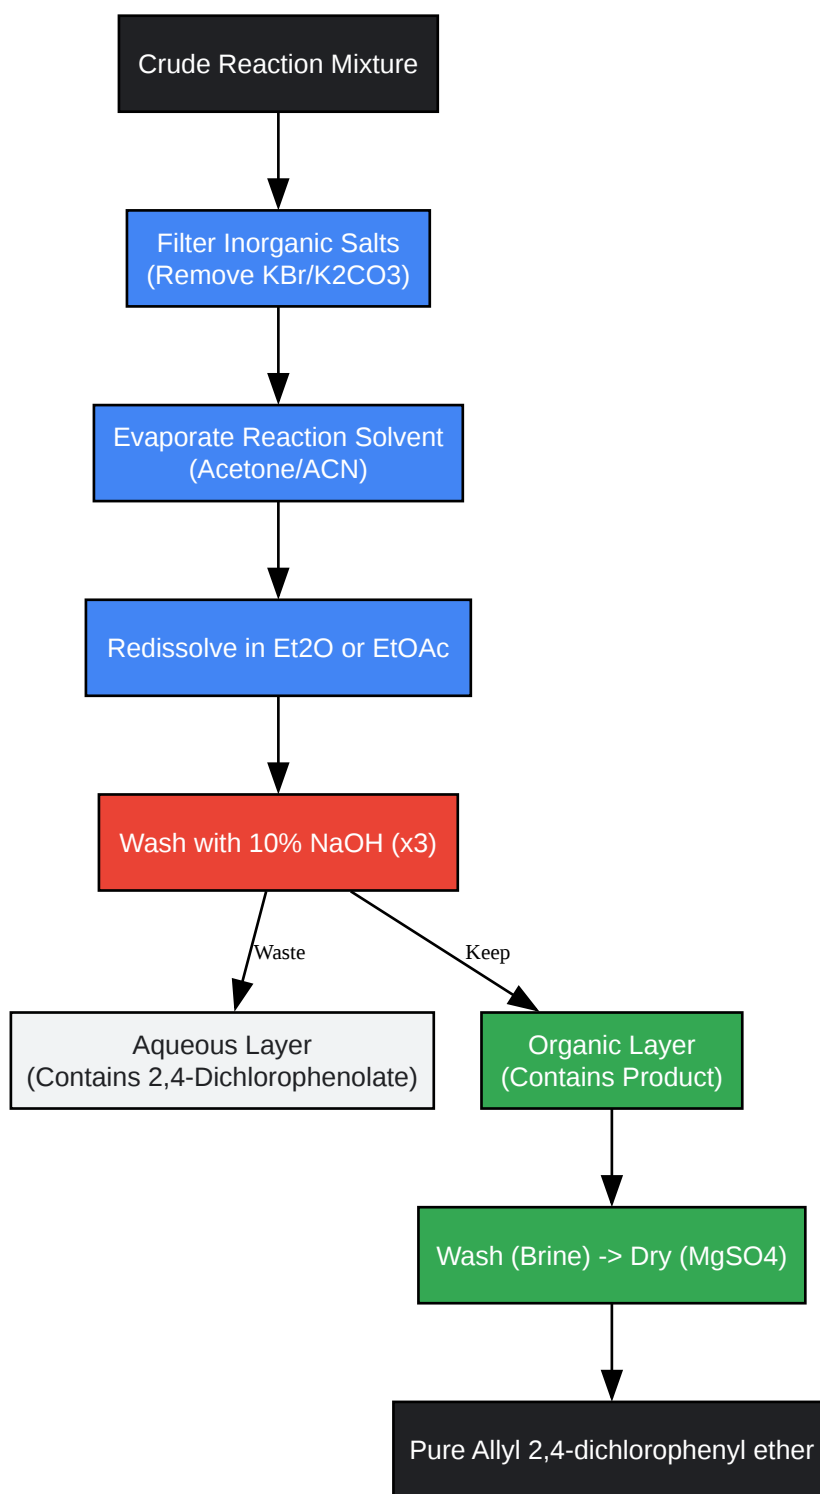 Crude Reaction Mixture
Filter Inorganic Salts
(Remove KBr/K2CO3)
Evaporate Reaction Solvent
(Acetone/ACN)
Redissolve in Et2O or EtOAc
Wash with 10% NaOH (x3)
Waste
Keep
Aqueous Layer
(Contains 2,4-Dichlorophenolate)
Organic Layer
(Contains Product)
Wash (Brine) -> Dry (MgSO4)
Pure Allyl 2,4-dichlorophenyl ether